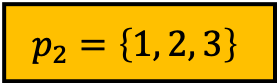 p₂ = {1, 2, 3}